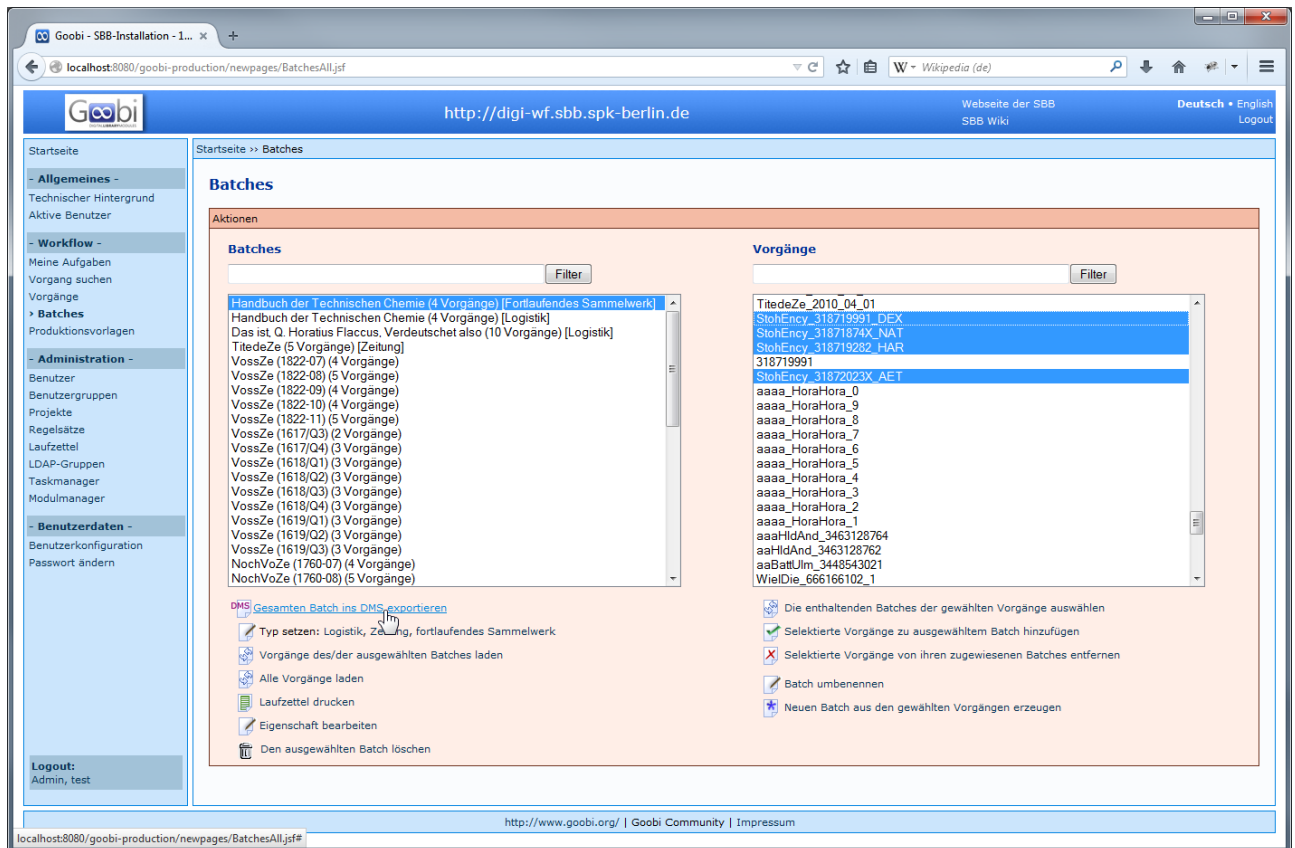 Goobi - SBB-Installation - 1...
localhost:8080/goobi-production/newpages/BatchesAll.jsf
W Wikipedia (de)
Goobi
http://digi-wf.sbb.spk-berlin.de
Webseite der SBB
SBB Wiki
Deutsch • English
Logout
Startseite
- Allgemeines -
Technischer Hintergrund
Aktive Benutzer
- Workflow -
Meine Aufgaben
Vorgang suchen
Vorgänge
› Batches
Produktionsvorlagen
- Administration -
Benutzer
Benutzergruppen
Projekte
Regelsätze
Laufzettel
LDAP-Gruppen
Taskmanager
Modulmanager
- Benutzerdaten -
Benutzerkonfiguration
Passwort ändern
Logout:
Admin, test
Startseite ›› Batches
Batches
Aktionen
Batches
Filter
Handbuch der Technischen Chemie (4 Vorgänge) [Fortlaufendes Sammelwerk]
Handbuch der Technischen Chemie (4 Vorgänge) [Logistik]
Das ist, Q. Horatius Flaccus, Verdeutschet also (10 Vorgänge) [Logistik]
TitedeZe (5 Vorgänge) [Zeitung]
VossZe (1822-07) (4 Vorgänge)
VossZe (1822-08) (5 Vorgänge)
VossZe (1822-09) (4 Vorgänge)
VossZe (1822-10) (4 Vorgänge)
VossZe (1822-11) (5 Vorgänge)
VossZe (1617/Q3) (2 Vorgänge)
VossZe (1617/Q4) (3 Vorgänge)
VossZe (1618/Q1) (3 Vorgänge)
VossZe (1618/Q2) (3 Vorgänge)
VossZe (1618/Q3) (3 Vorgänge)
VossZe (1618/Q4) (3 Vorgänge)
VossZe (1619/Q1) (3 Vorgänge)
VossZe (1619/Q2) (3 Vorgänge)
VossZe (1619/Q3) (3 Vorgänge)
NochVoZe (1760-07) (4 Vorgänge)
NochVoZe (1760-08) (5 Vorgänge)
DMS Gesamten Batch ins DMS exportieren
Typ setzen: Logistik, Zeitung, fortlaufendes Sammelwerk
Vorgänge des/der ausgewählten Batches laden
Alle Vorgänge laden
Laufzettel drucken
Eigenschaft bearbeiten
Den ausgewählten Batch löschen
Vorgänge
Filter
TitedeZe_2010_04_01
StohEncy_318719991_DEX
StohEncy_31871874X_NAT
StohEncy_318719282_HAR
318719991
StohEncy_31872023X_AET
aaaa_HoraHora_0
aaaa_HoraHora_9
aaaa_HoraHora_8
aaaa_HoraHora_7
aaaa_HoraHora_6
aaaa_HoraHora_5
aaaa_HoraHora_4
aaaa_HoraHora_3
aaaa_HoraHora_2
aaaa_HoraHora_1
aaaHldAnd_3463128764
aaHldAnd_3463128762
aaBattUlm_3448543021
WielDie_666166102_1
Die enthaltenden Batches der gewählten Vorgänge auswählen
Selektierte Vorgänge zu ausgewähltem Batch hinzufügen
Selektierte Vorgänge von ihren zugewiesenen Batches entfernen
Batch umbenennen
Neuen Batch aus den gewählten Vorgängen erzeugen
http://www.goobi.org/ | Goobi Community | Impressum
localhost:8080/goobi-production/newpages/BatchesAll.jsf#